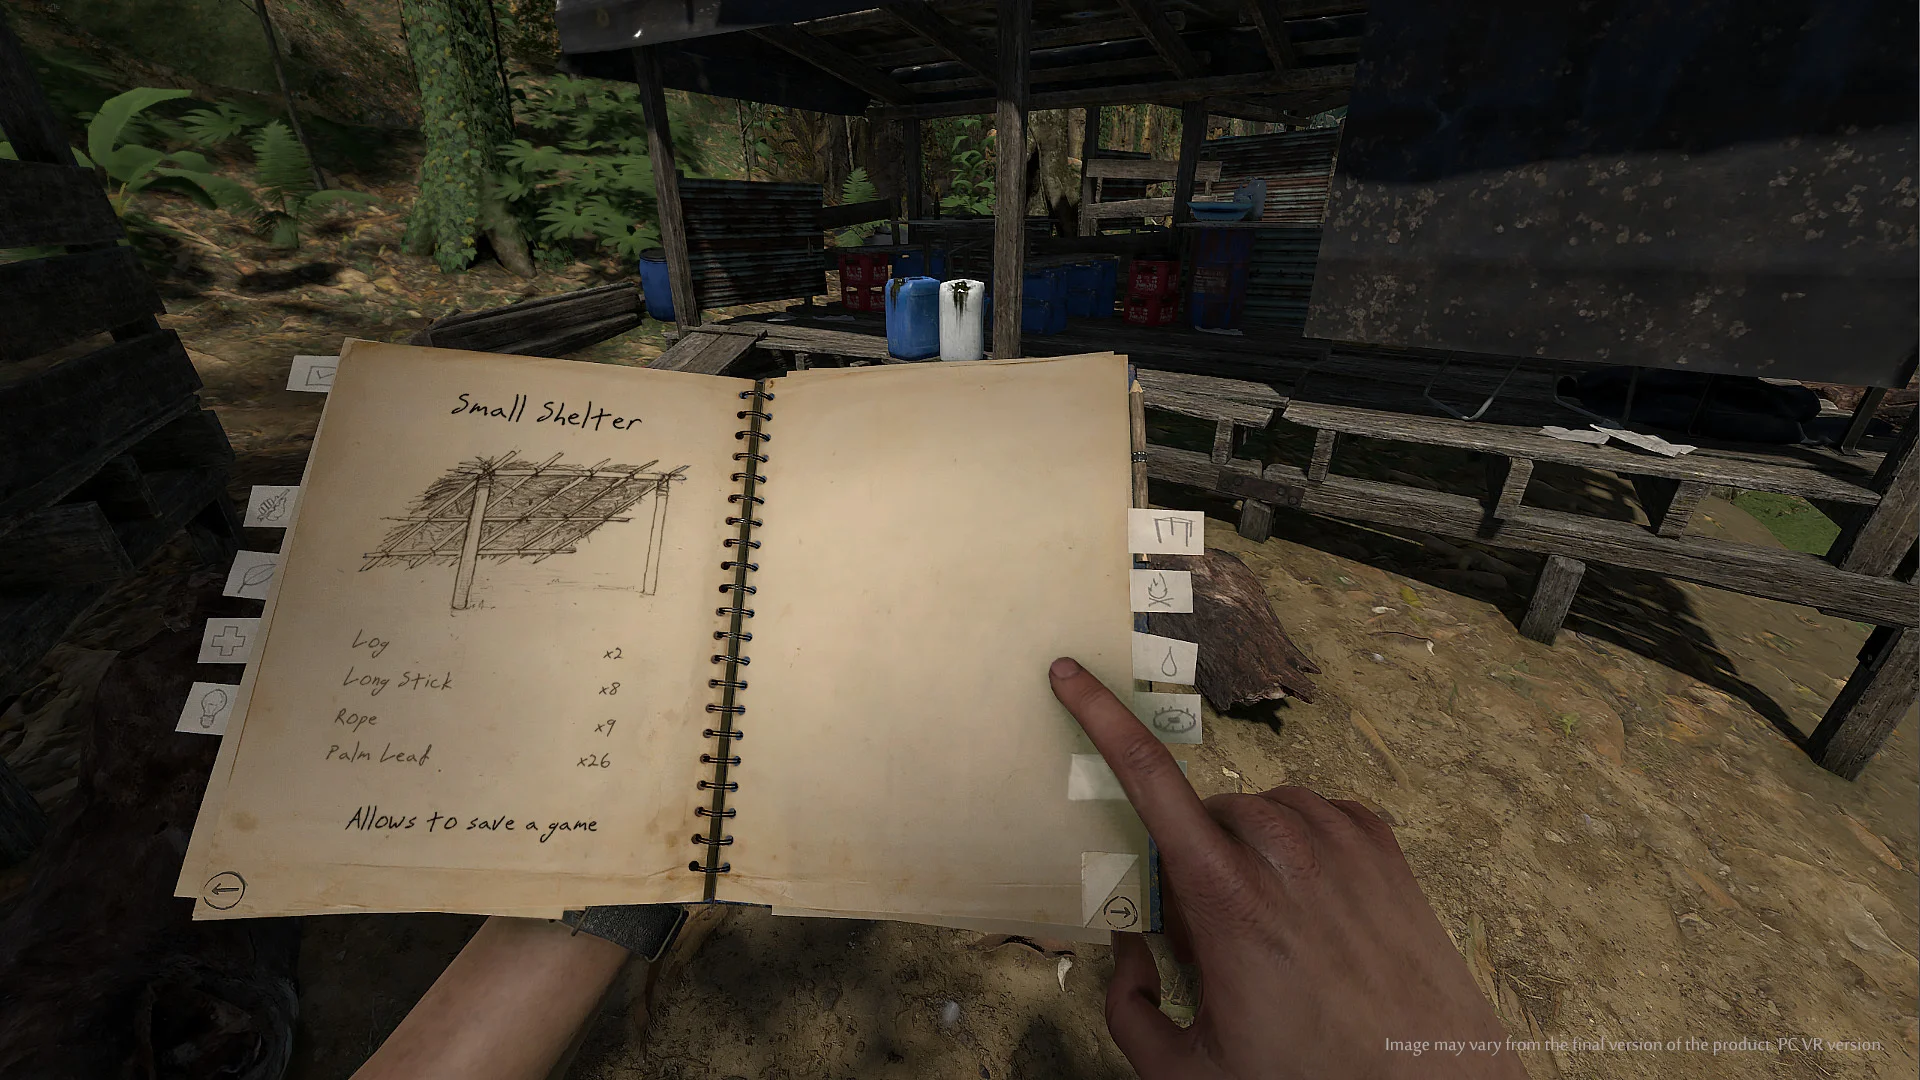 Small Shelter
Log x2
Long Stick x8
Rope x9
Palm Leaf x26
Allows to save a game
Image may vary from the final version of the product. PC VR version.